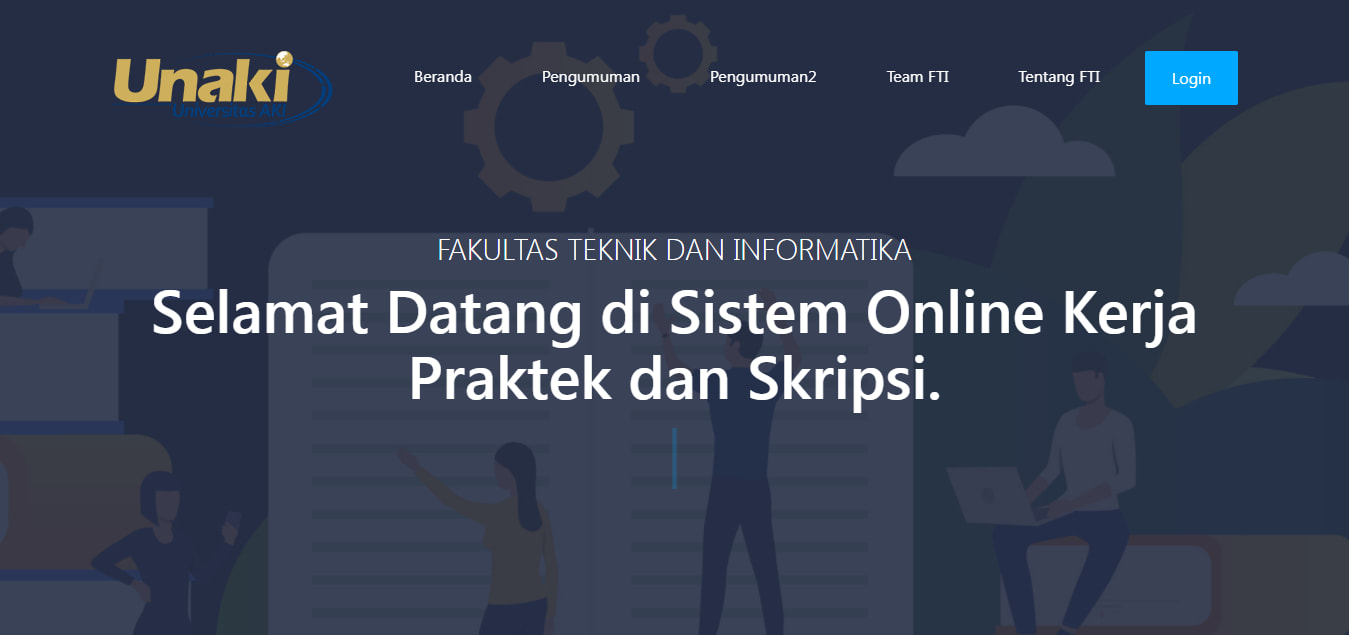 Unaki
Universitas AKI
Beranda
Pengumuman
Pengumuman2
Team FTI
Tentang FTI
Login
FAKULTAS TEKNIK DAN INFORMATIKA
Selamat Datang di Sistem Online Kerja
Praktek dan Skripsi.